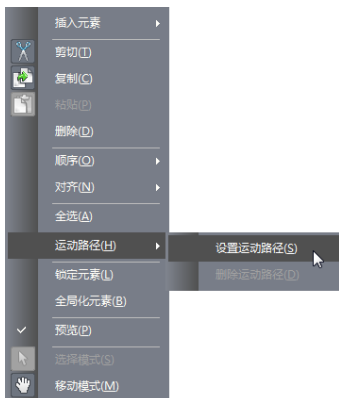 插入元素
剪切(T)
复制(C)
粘贴(P)
删除(D)
顺序(O)
对齐(N)
全选(A)
运动路径(H)
设置运动路径(S)
删除运动路径(D)
锁定元素(L)
全局化元素(B)
预览(P)
选择模式(S)
移动模式(M)